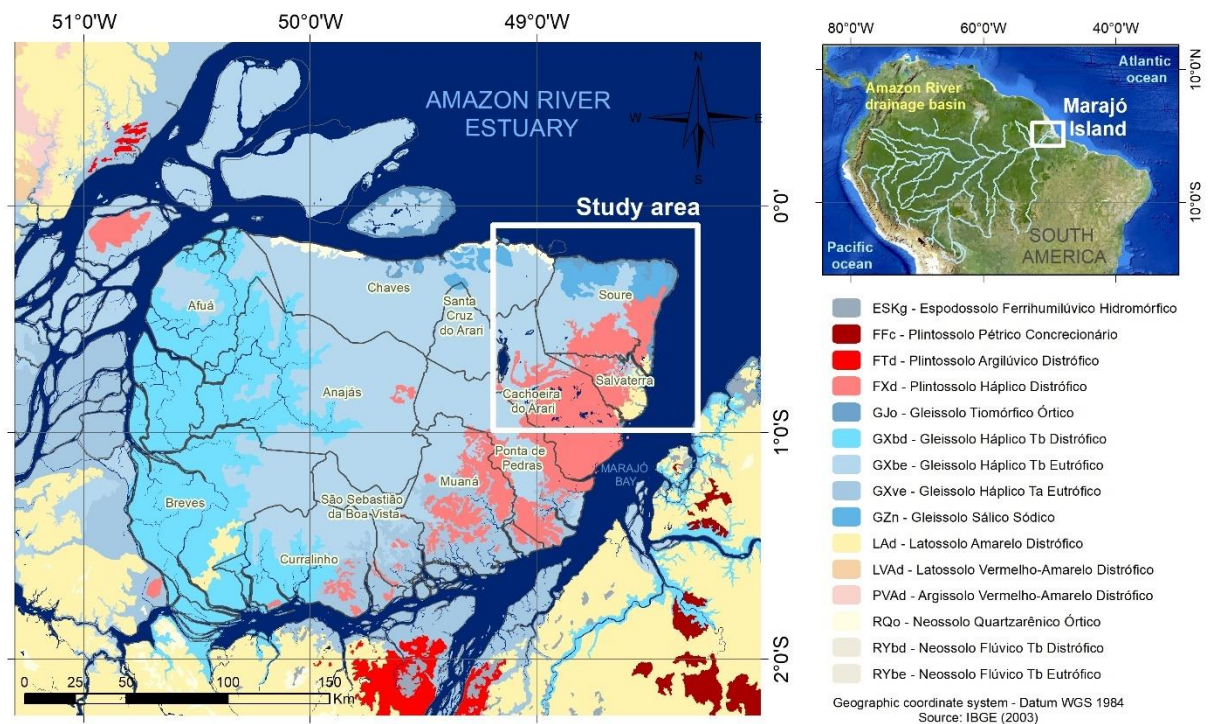 51°0'W 50°0'W 49°0'W
N
W E
S
AMAZON RIVER
ESTUARY
0°0'
Study area
Chaves
Soure
Afuá
Santa
Cruz
do Arari
Salvaterra
Anajás
Cachoeira
do Arari
1°0'S
Ponta de
Pedras
MARAJÓ
BAY
Muaná
Breves
São Sebastião
da Boa Vista
Curralinho
2°0'S
0 25 50 100 150
Km
80°0'W 60°0'W 40°0'W
Atlantic
ocean
10°0'N
Amazon River
drainage basin
Marajó
Island
10°0'S
SOUTH
AMERICA
Pacific
ocean
ESKg - Espodossolo Ferrihumilúvico Hidromórfico
FFc - Plintossolo Pétrico Concrecionário
FTd - Plintossolo Argilúvico Distrófico
FXd - Plintossolo Háplico Distrófico
GJo - Gleissolo Tiomórfico Órtico
GXbd - Gleissolo Háplico Tb Distrófico
GXbe - Gleissolo Háplico Tb Eutrófico
GXve - Gleissolo Háplico Ta Eutrófico
GZn - Gleissolo Sálico Sódico
LAd - Latossolo Amarelo Distrófico
LVAd - Latossolo Vermelho-Amarelo Distrófico
PVAd - Argissolo Vermelho-Amarelo Distrófico
RQo - Neossolo Quartzarênico Órtico
RYbd - Neossolo Flúvico Tb Distrófico
RYbe - Neossolo Flúvico Tb Eutrófico
Geographic coordinate system - Datum WGS 1984
Source: IBGE (2003)